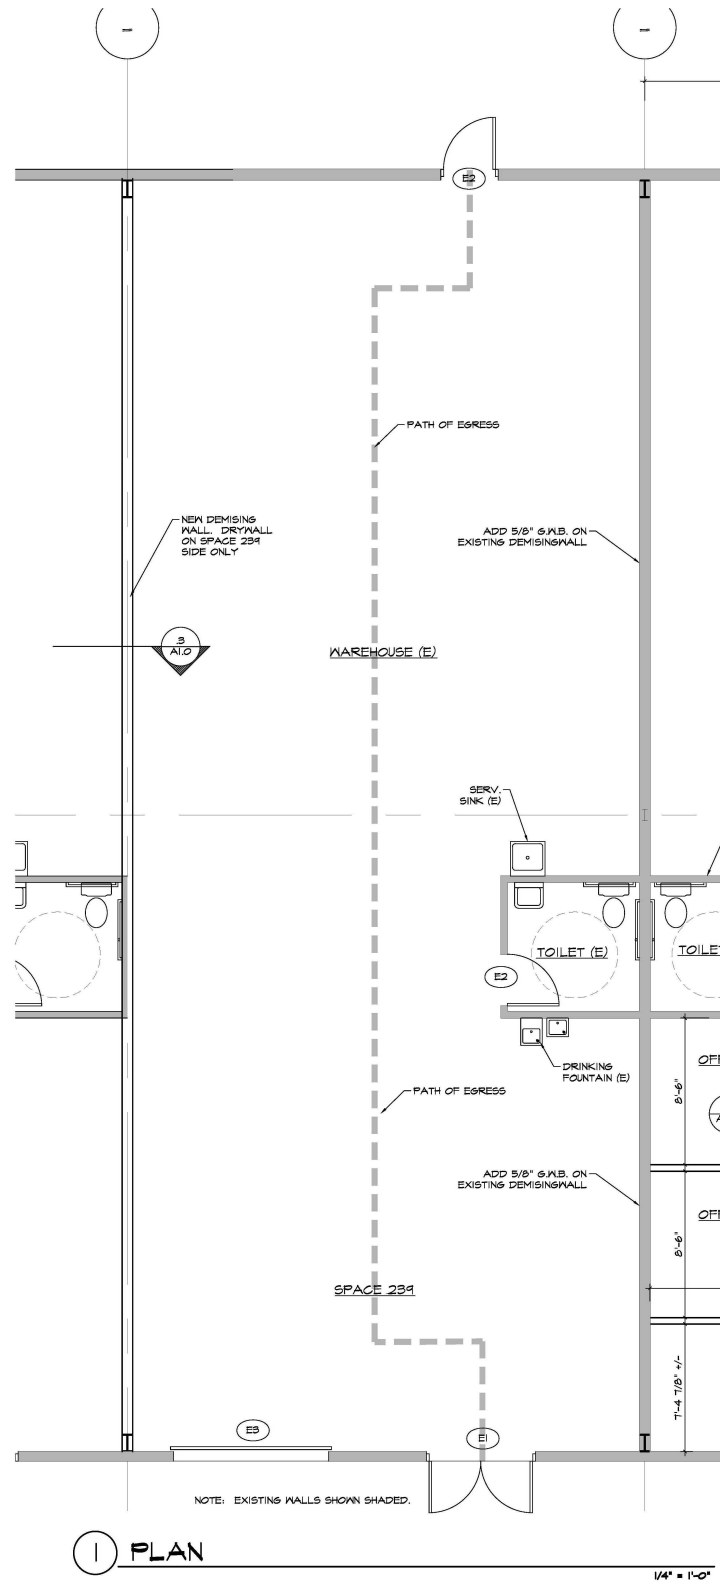 E2
PATH OF EGRESS
NEW DEMISING
WALL. DRYWALL
ON SPACE 239
SIDE ONLY
ADD 5/8" G.W.B. ON
EXISTING DEMISINGWALL
3
A1.0
WAREHOUSE (E)
SERV.
SINK (E)
TOILET (E)
TOILET
E2
DRINKING
FOUNTAIN (E)
OFF
8'-6"
PATH OF EGRESS
A
ADD 5/8" G.W.B. ON
EXISTING DEMISINGWALL
OFF
8'-6"
SPACE 239
7'-4 7/8" +/-
E3
E1
NOTE: EXISTING WALLS SHOWN SHADED.
1 PLAN
1/4" = 1'-0"